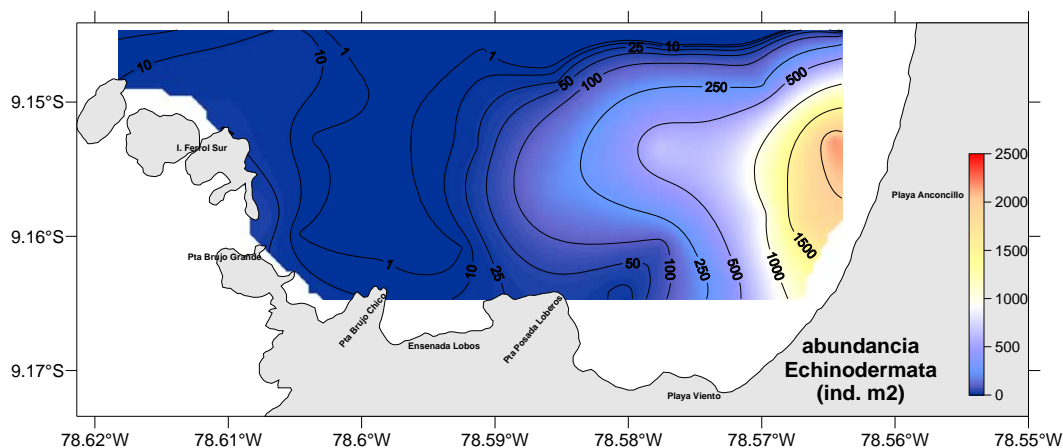 1
25
10
10
10
1
50
100
250
500
9.15°S
I. Ferrol Sur
2500
Playa Anconcillo
2000
9.16°S
1500
1500
Pta Brujo Grande
1
10
25
50
100
250
500
1000
1000
Pta Brujo Chico
Pta Posada Loberos
500
Ensenada Lobos
abundancia
Echinodermata
(ind. m2)
0
9.17°S
Playa Viento
78.62°W
78.61°W
78.6°W
78.59°W
78.58°W
78.57°W
78.56°W
78.55°W